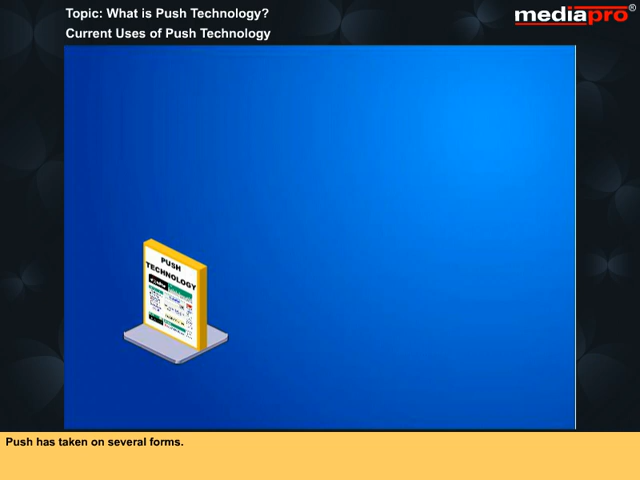 Topic: What is Push Technology?
Current Uses of Push Technology
mediapro®
PUSH
TECHNOLOGY
Push has taken on several forms.